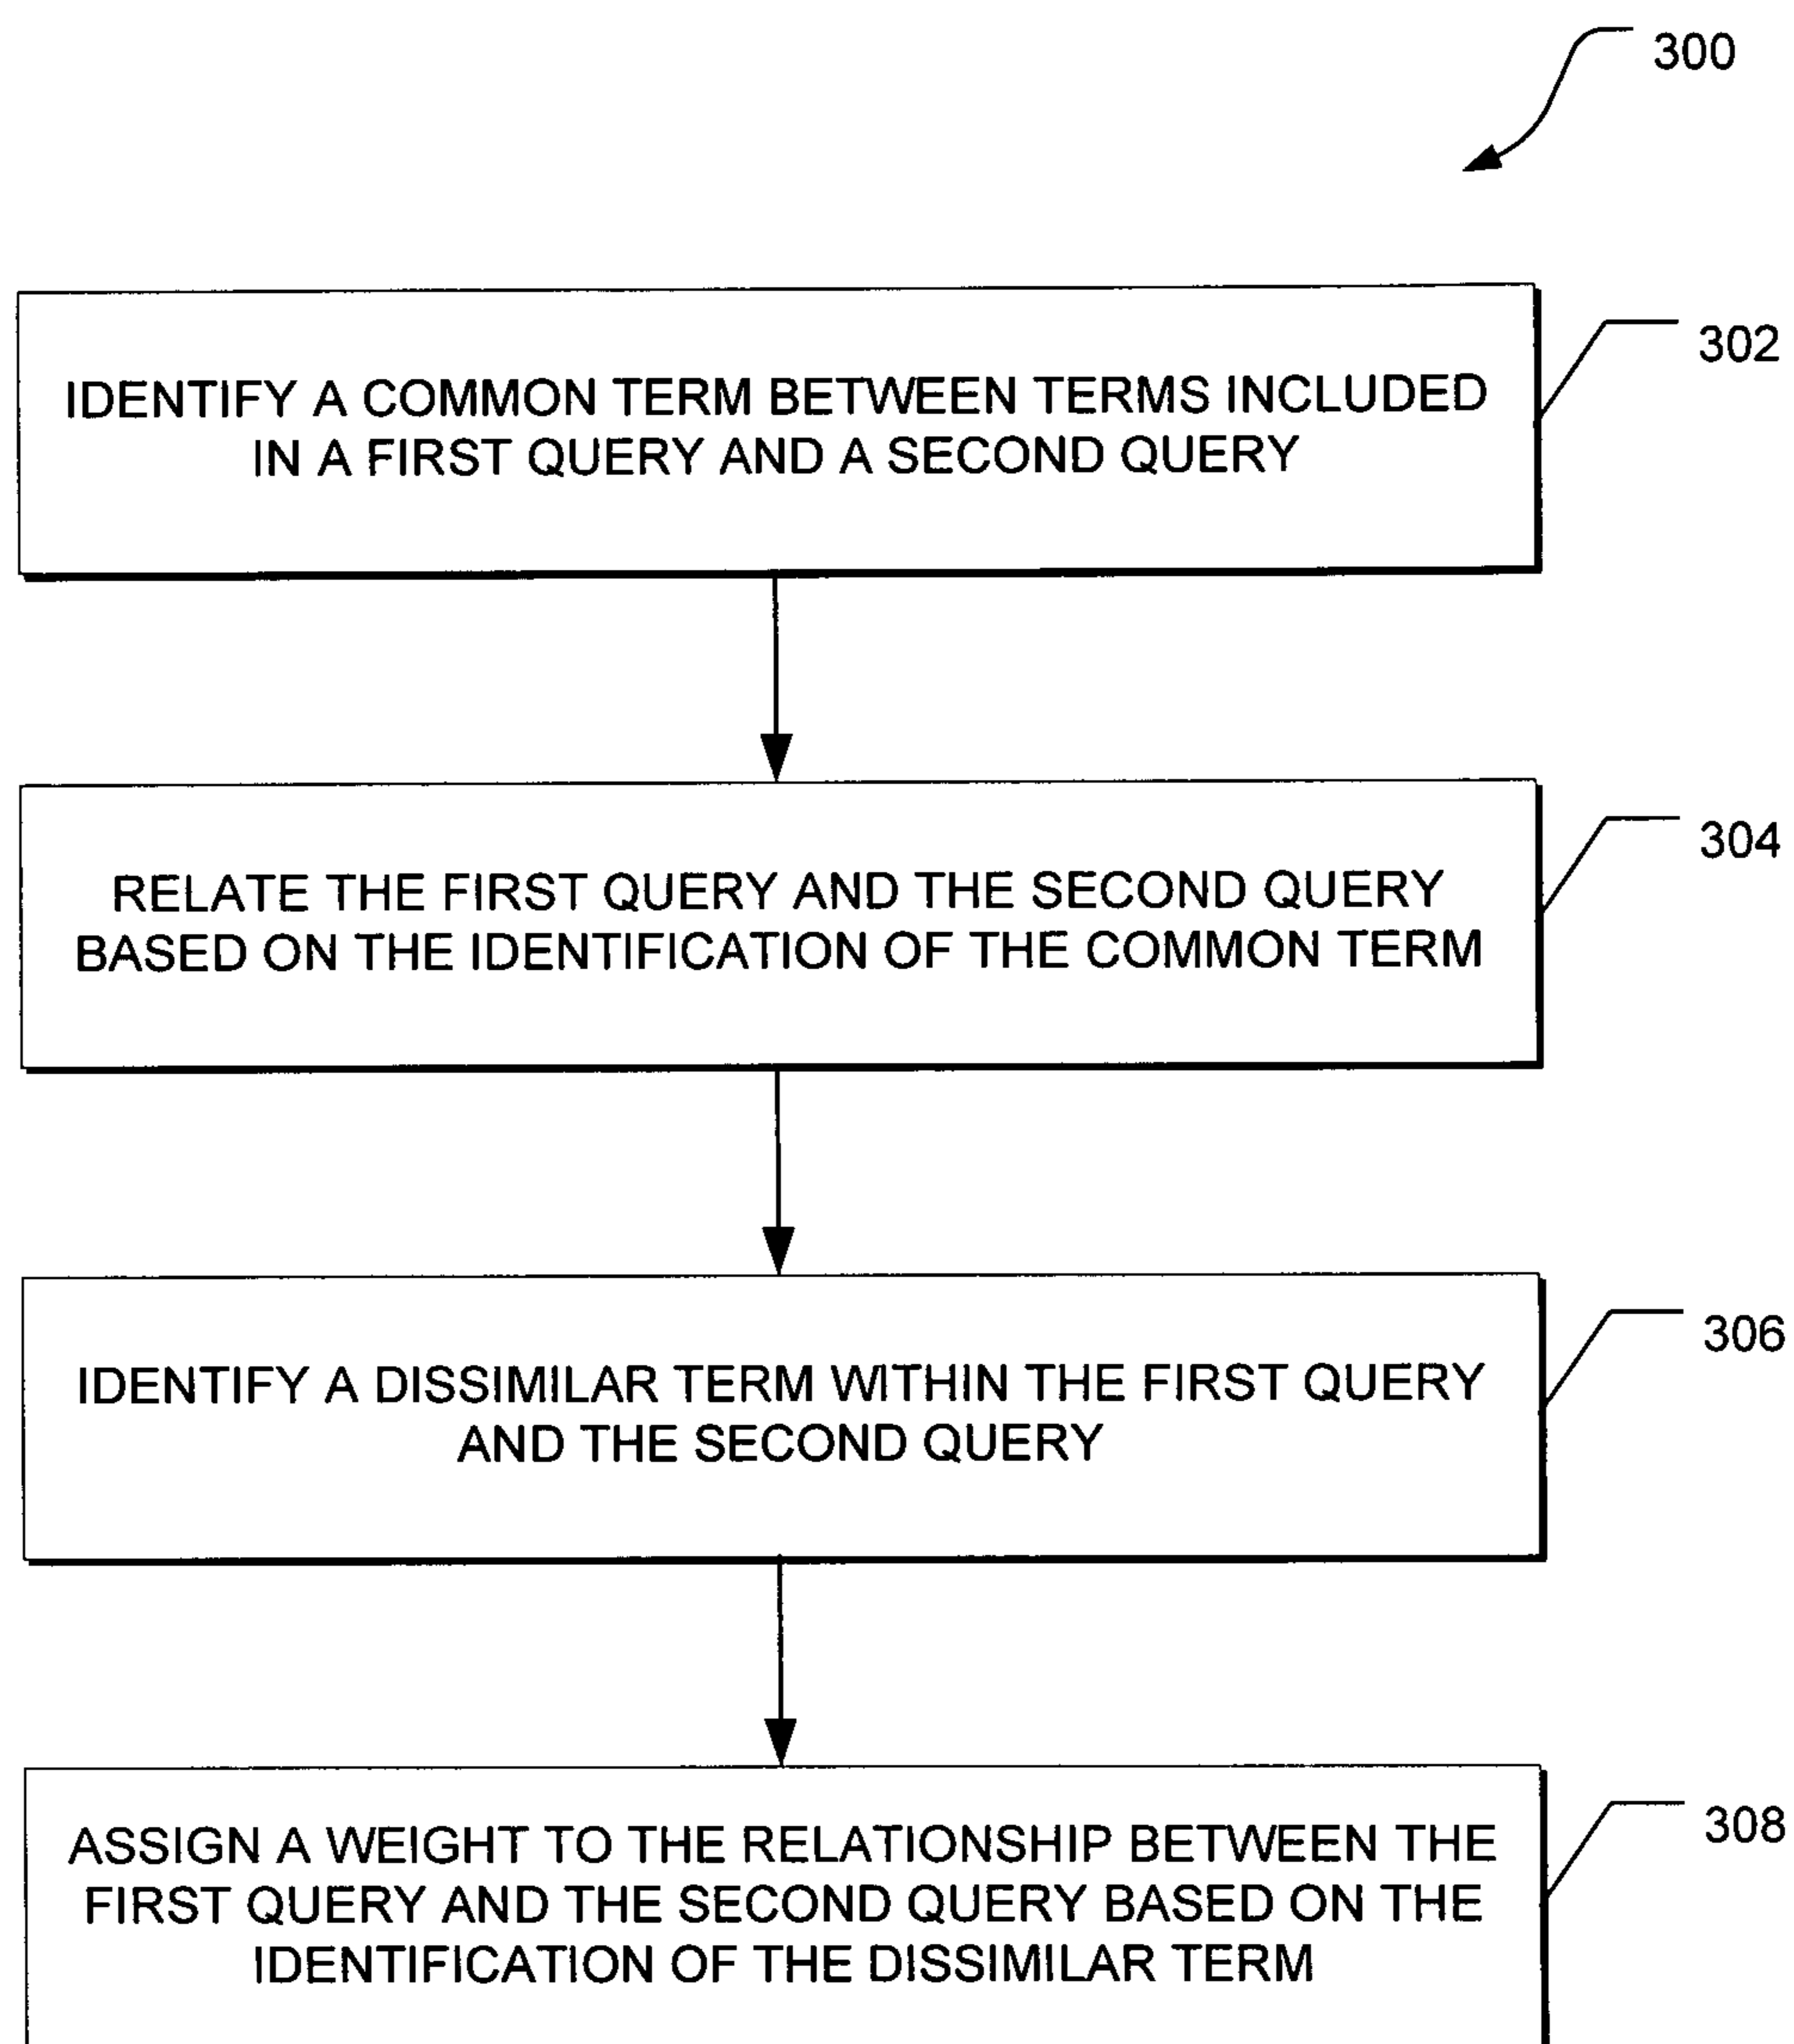 300
302
IDENTIFY A COMMON TERM BETWEEN TERMS INCLUDED
IN A FIRST QUERY AND A SECOND QUERY
304
RELATE THE FIRST QUERY AND THE SECOND QUERY
BASED ON THE IDENTIFICATION OF THE COMMON TERM
306
IDENTIFY A DISSIMILAR TERM WITHIN THE FIRST QUERY
AND THE SECOND QUERY
308
ASSIGN A WEIGHT TO THE RELATIONSHIP BETWEEN THE
FIRST QUERY AND THE SECOND QUERY BASED ON THE
IDENTIFICATION OF THE DISSIMILAR TERM